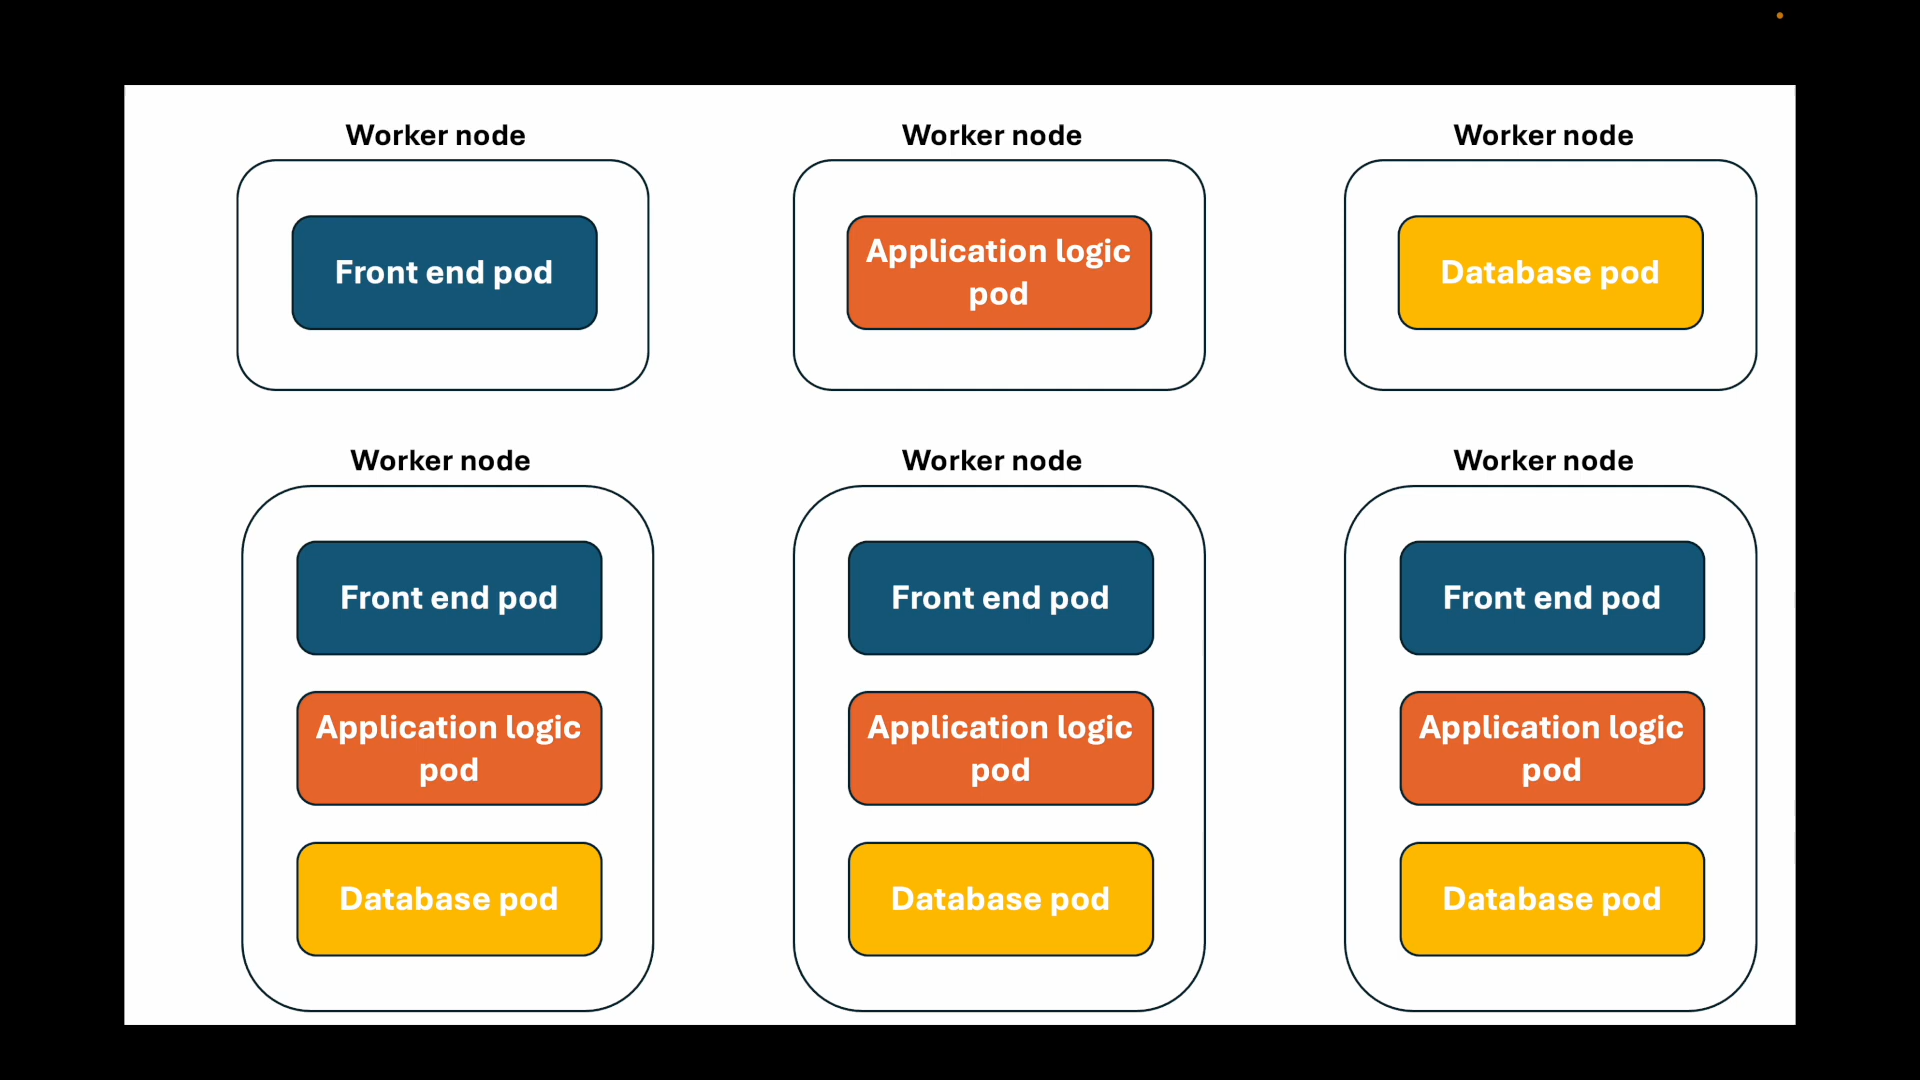 Worker node
Worker node
Worker node
Front end pod
Application logic
pod
Database pod
Worker node
Worker node
Worker node
Front end pod
Front end pod
Front end pod
Application logic
pod
Application logic
pod
Application logic
pod
Database pod
Database pod
Database pod